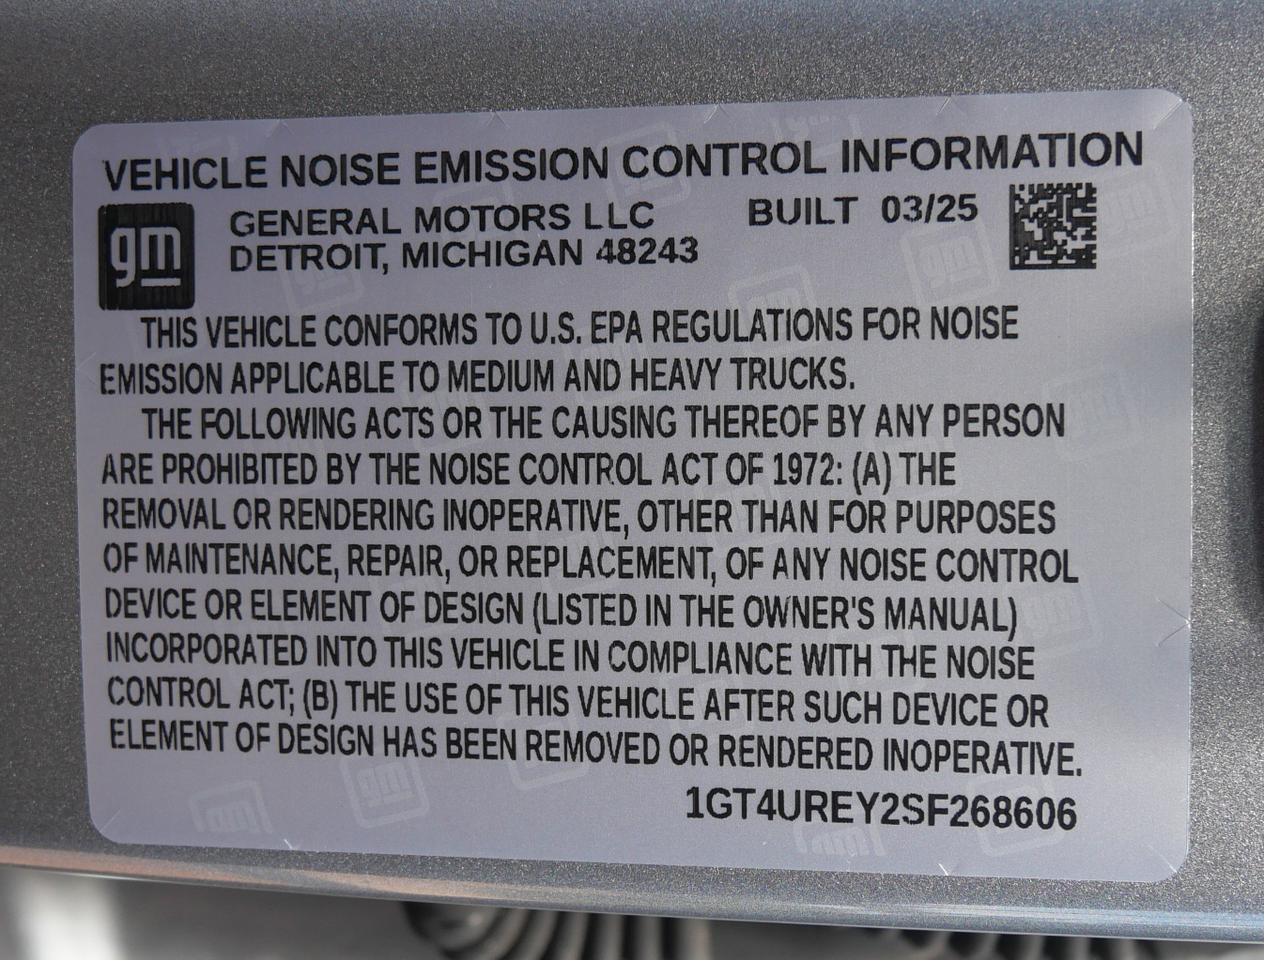 VEHICLE NOISE EMISSION CONTROL INFORMATION
gm
GENERAL MOTORS LLC BUILT 03/25
DETROIT, MICHIGAN 48243
THIS VEHICLE CONFORMS TO U.S. EPA REGULATIONS FOR NOISE
EMISSION APPLICABLE TO MEDIUM AND HEAVY TRUCKS.
THE FOLLOWING ACTS OR THE CAUSING THEREOF BY ANY PERSON
ARE PROHIBITED BY THE NOISE CONTROL ACT OF 1972: (A) THE
REMOVAL OR RENDERING INOPERATIVE, OTHER THAN FOR PURPOSES
OF MAINTENANCE, REPAIR, OR REPLACEMENT, OF ANY NOISE CONTROL
DEVICE OR ELEMENT OF DESIGN (LISTED IN THE OWNER'S MANUAL)
INCORPORATED INTO THIS VEHICLE IN COMPLIANCE WITH THE NOISE
CONTROL ACT; (B) THE USE OF THIS VEHICLE AFTER SUCH DEVICE OR
ELEMENT OF DESIGN HAS BEEN REMOVED OR RENDERED INOPERATIVE.
1GT4UREY2SF268606